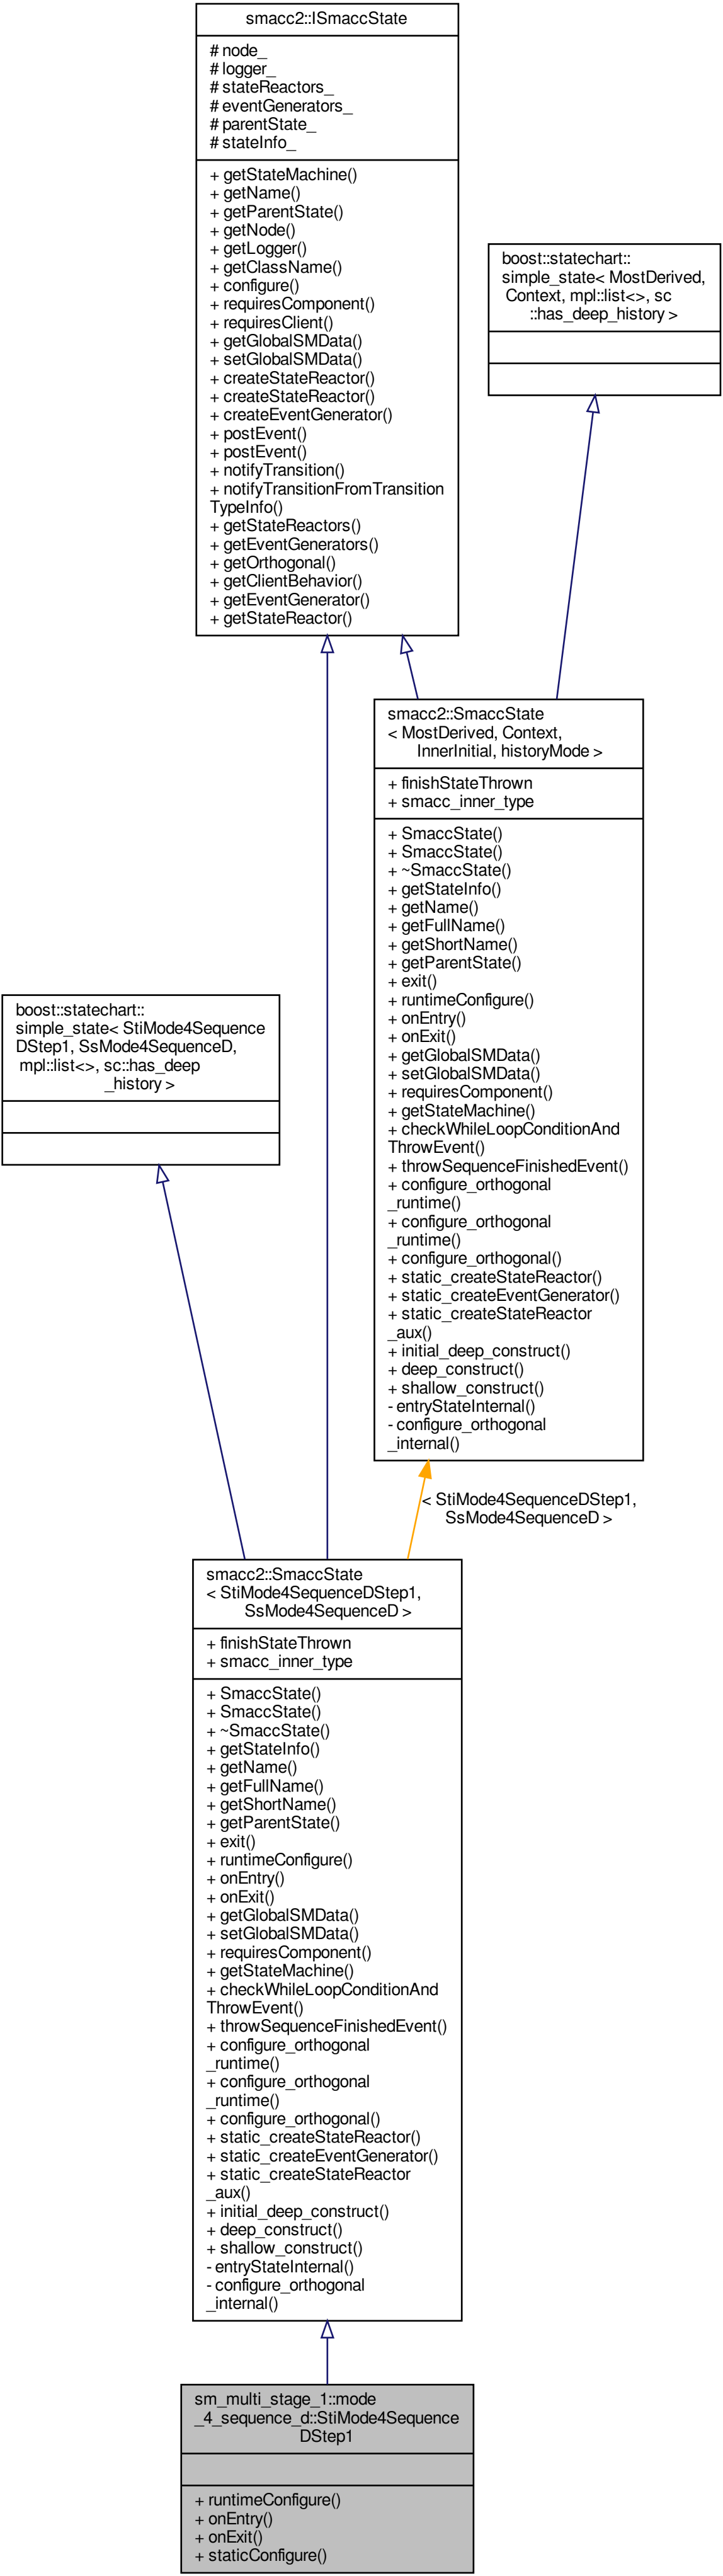 smacc2::ISmaccState
# node_
# logger_
# stateReactors_
# eventGenerators_
# parentState_
# stateInfo_
+ getStateMachine()
+ getName()
+ getParentState()
+ getNode()
+ getLogger()
+ getClassName()
+ configure()
+ requiresComponent()
+ requiresClient()
+ getGlobalSMData()
+ setGlobalSMData()
+ createStateReactor()
+ createStateReactor()
+ createEventGenerator()
+ postEvent()
+ postEvent()
+ notifyTransition()
+ notifyTransitionFromTransition
TypeInfo()
+ getStateReactors()
+ getEventGenerators()
+ getOrthogonal()
+ getClientBehavior()
+ getEventGenerator()
+ getStateReactor()
boost::statechart::
simple_state< MostDerived,
Context, mpl::list<>, sc
::has_deep_history >
smacc2::SmaccState
< MostDerived, Context,
InnerInitial, historyMode >
+ finishStateThrown
+ smacc_inner_type
+ SmaccState()
+ SmaccState()
+ ~SmaccState()
+ getStateInfo()
+ getName()
+ getFullName()
+ getShortName()
+ getParentState()
+ exit()
+ runtimeConfigure()
+ onEntry()
+ onExit()
+ getGlobalSMData()
+ setGlobalSMData()
+ requiresComponent()
+ getStateMachine()
+ checkWhileLoopConditionAnd
ThrowEvent()
+ throwSequenceFinishedEvent()
+ configure_orthogonal
_runtime()
+ configure_orthogonal
_runtime()
+ configure_orthogonal()
+ static_createStateReactor()
+ static_createEventGenerator()
+ static_createStateReactor
_aux()
+ initial_deep_construct()
+ deep_construct()
+ shallow_construct()
- entryStateInternal()
- configure_orthogonal
_internal()
boost::statechart::
simple_state< StiMode4Sequence
DStep1, SsMode4SequenceD,
mpl::list<>, sc::has_deep
_history >
< StiMode4SequenceDStep1,
SsMode4SequenceD >
smacc2::SmaccState
< StiMode4SequenceDStep1,
SsMode4SequenceD >
+ finishStateThrown
+ smacc_inner_type
+ SmaccState()
+ SmaccState()
+ ~SmaccState()
+ getStateInfo()
+ getName()
+ getFullName()
+ getShortName()
+ getParentState()
+ exit()
+ runtimeConfigure()
+ onEntry()
+ onExit()
+ getGlobalSMData()
+ setGlobalSMData()
+ requiresComponent()
+ getStateMachine()
+ checkWhileLoopConditionAnd
ThrowEvent()
+ throwSequenceFinishedEvent()
+ configure_orthogonal
_runtime()
+ configure_orthogonal
_runtime()
+ configure_orthogonal()
+ static_createStateReactor()
+ static_createEventGenerator()
+ static_createStateReactor
_aux()
+ initial_deep_construct()
+ deep_construct()
+ shallow_construct()
- entryStateInternal()
- configure_orthogonal
_internal()
sm_multi_stage_1::mode
_4_sequence_d::StiMode4Sequence
DStep1
+ runtimeConfigure()
+ onEntry()
+ onExit()
+ staticConfigure()